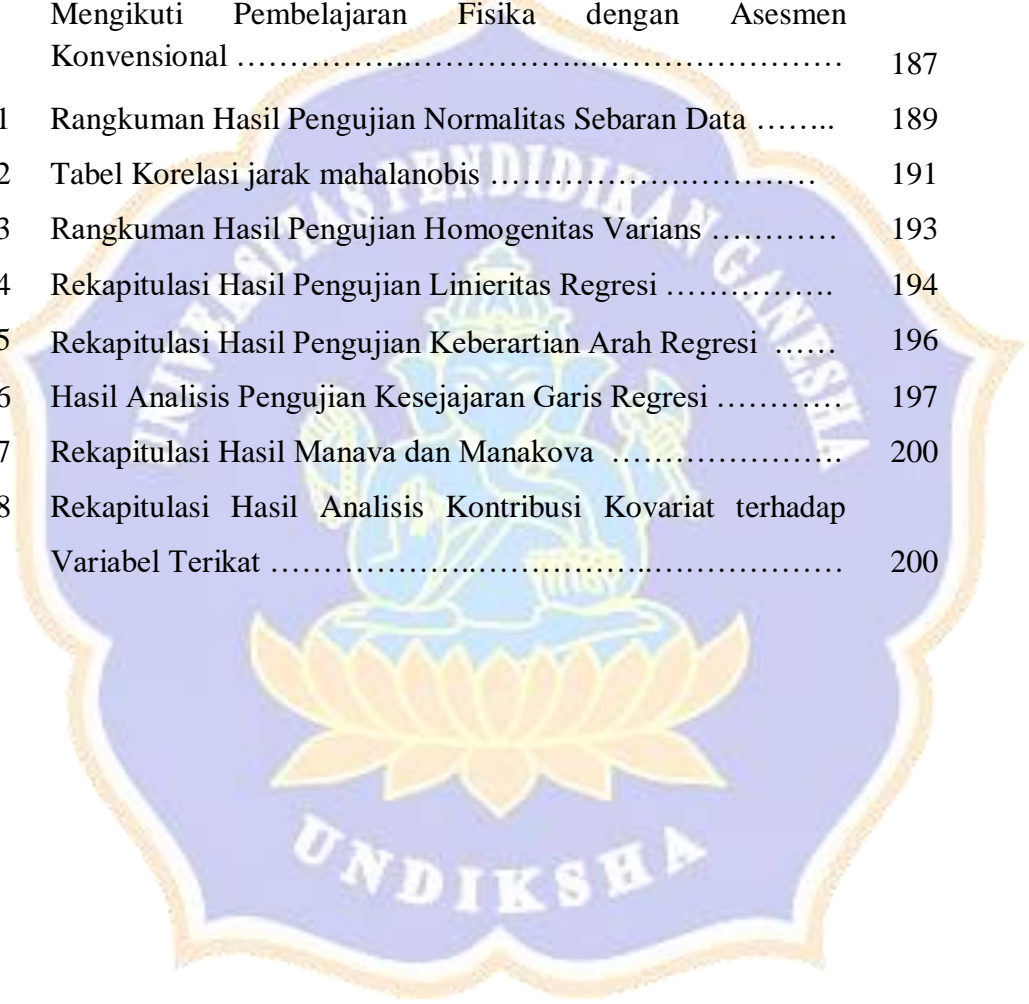 Mengikuti Pembelajaran Fisika dengan Asesmen
Konvensional ……………..……………………………………… 187
1 Rangkuman Hasil Pengujian Normalitas Sebaran Data …….. 189
2 Tabel Korelasi jarak mahalanobis …………………………… 191
3 Rangkuman Hasil Pengujian Homogenitas Varians ………… 193
4 Rekapitulasi Hasil Pengujian Linieritas Regresi ……………. 194
5 Rekapitulasi Hasil Pengujian Keberartian Arah Regresi …… 196
6 Hasil Analisis Pengujian Kesejajaran Garis Regresi ………… 197
7 Rekapitulasi Hasil Manava dan Manakova …………………. 200
8 Rekapitulasi Hasil Analisis Kontribusi Kovariat terhadap
Variabel Terikat ………………..……………..……………… 200
UNIVERSITAS PENDIDIKAN GANESHA
UNDIKSHA